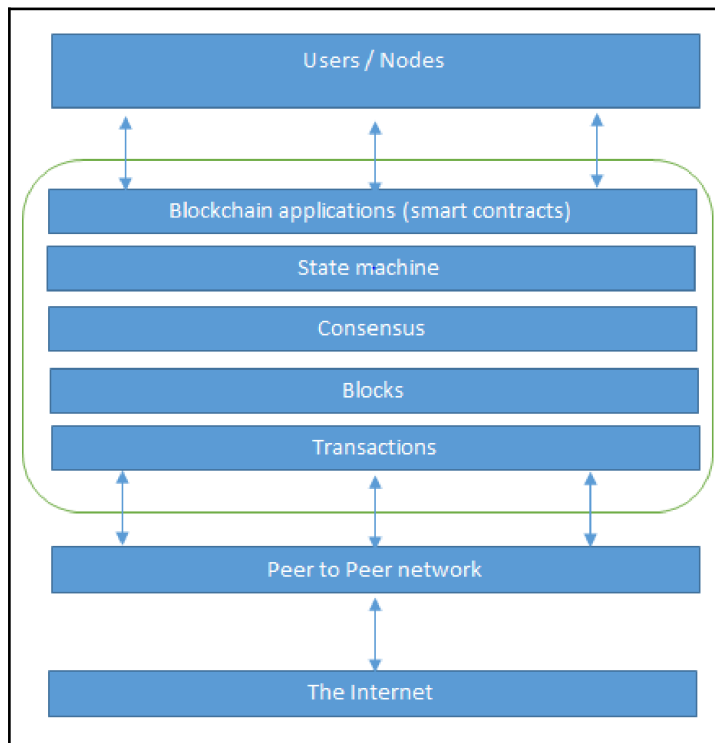 Users / Nodes
Blockchain applications (smart contracts)
State machine
Consensus
Blocks
Transactions
Peer to Peer network
The Internet